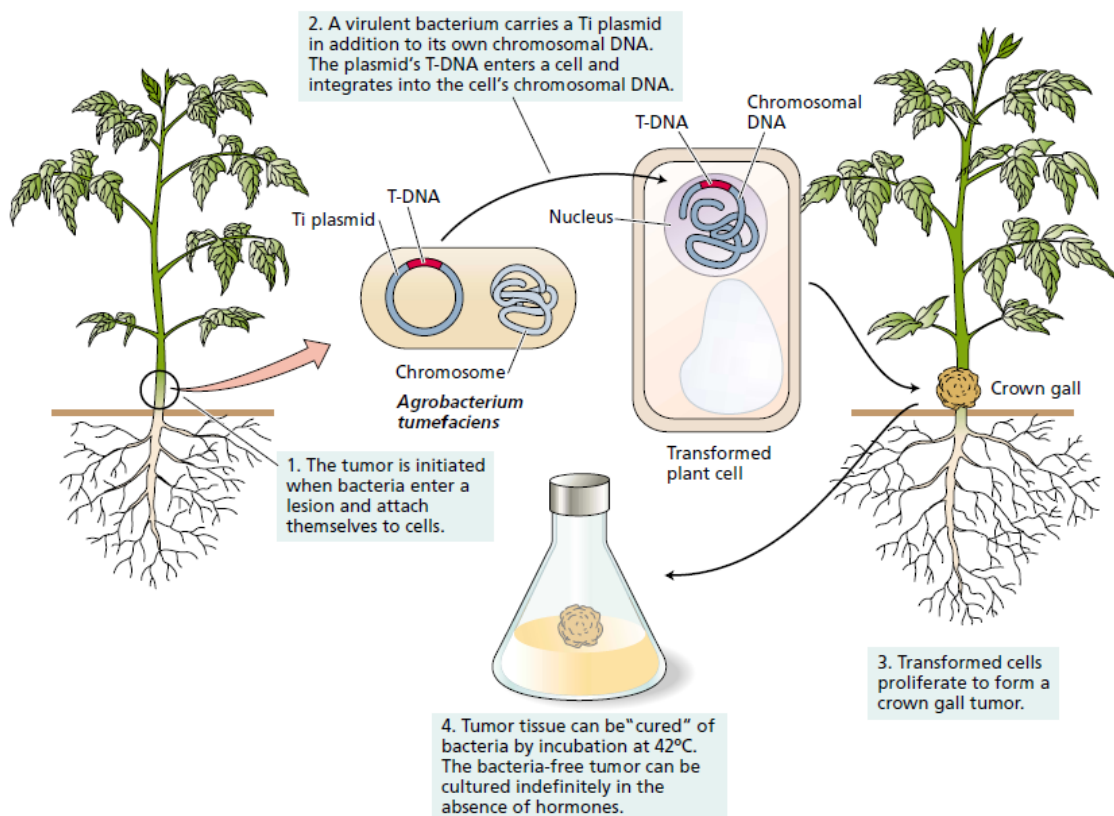 2. A virulent bacterium carries a Ti plasmid
in addition to its own chromosomal DNA.
The plasmid's T-DNA enters a cell and
integrates into the cell's chromosomal DNA.
Chromosomal
DNA
T-DNA
T-DNA
Ti plasmid
Nucleus
Chromosome
Agrobacterium
tumefaciens
Crown gall
Transformed
plant cell
1. The tumor is initiated
when bacteria enter a
lesion and attach
themselves to cells.
3. Transformed cells
proliferate to form a
crown gall tumor.
4. Tumor tissue can be"cured" of
bacteria by incubation at 42ºC.
The bacteria-free tumor can be
cultured indefinitely in the
absence of hormones.